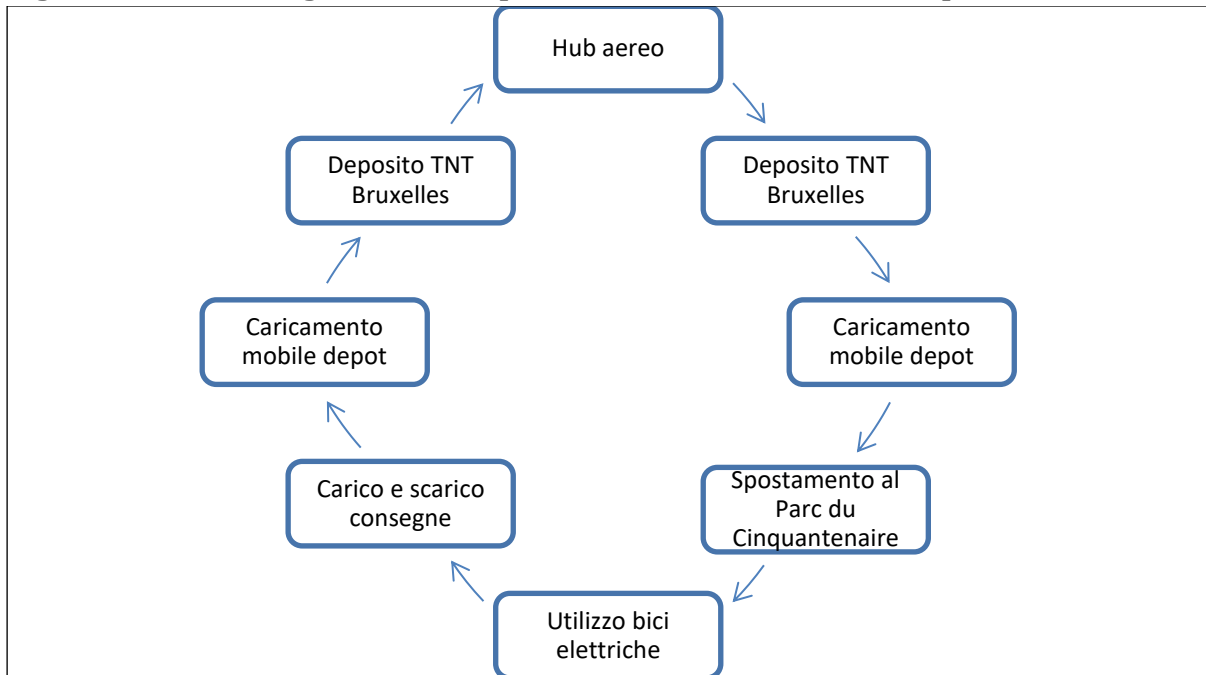 Hub aereo
Deposito TNT
Bruxelles
Caricamento
mobile depot
Spostamento al
Parc du
Cinquantenaire
Utilizzo bici
elettriche
Carico e scarico
consegne
Caricamento
mobile depot
Deposito TNT
Bruxelles